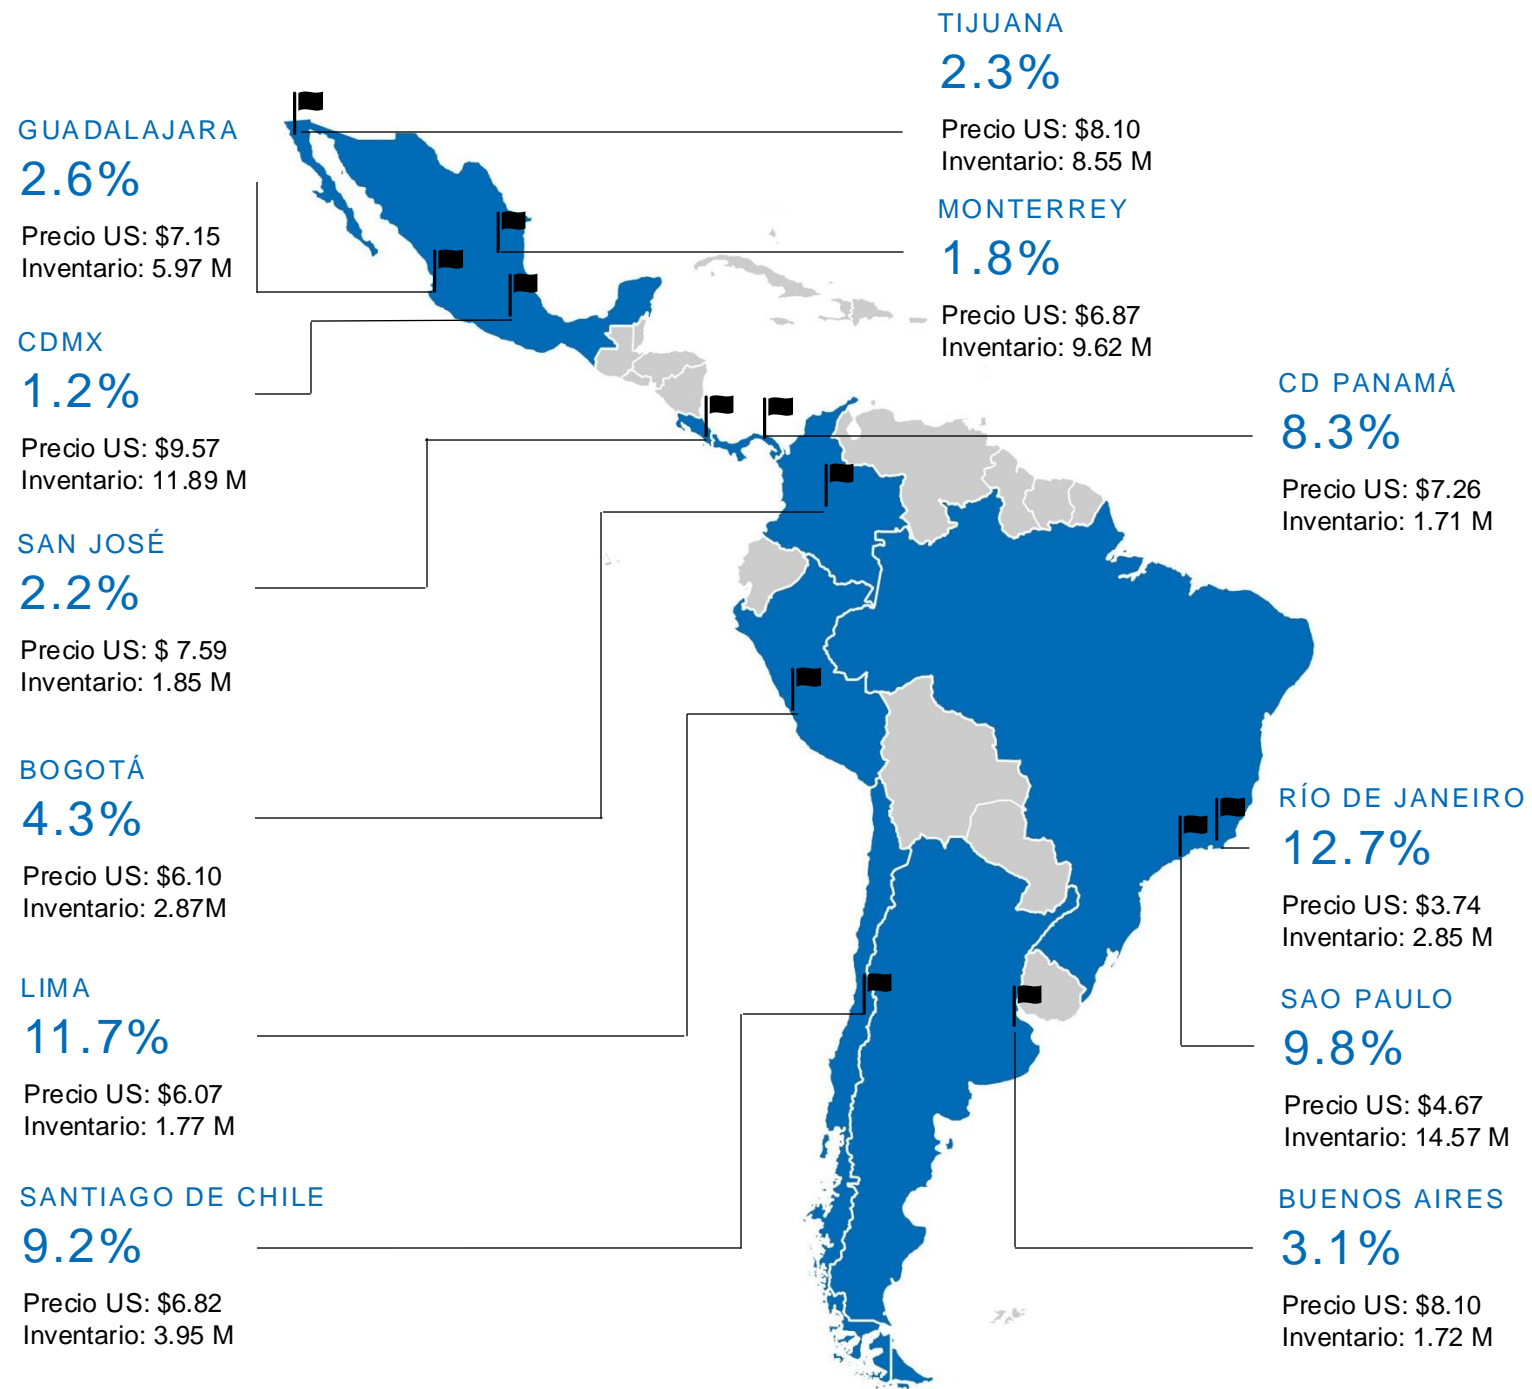 TIJUANA
2.3%
Precio US: $8.10
Inventario: 8.55 M
GUADALAJARA
2.6%
Precio US: $7.15
Inventario: 5.97 M
MONTERREY
1.8%
Precio US: $6.87
Inventario: 9.62 M
CDMX
1.2%
Precio US: $9.57
Inventario: 11.89 M
CD PANAMÁ
8.3%
Precio US: $7.26
Inventario: 1.71 M
SAN JOSÉ
2.2%
Precio US: $ 7.59
Inventario: 1.85 M
BOGOTÁ
4.3%
Precio US: $6.10
Inventario: 2.87M
RÍO DE JANEIRO
12.7%
Precio US: $3.74
Inventario: 2.85 M
LIMA
11.7%
Precio US: $6.07
Inventario: 1.77 M
SAO PAULO
9.8%
Precio US: $4.67
Inventario: 14.57 M
SANTIAGO DE CHILE
9.2%
Precio US: $6.82
Inventario: 3.95 M
BUENOS AIRES
3.1%
Precio US: $8.10
Inventario: 1.72 M